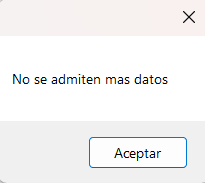 No se admiten mas datos
Aceptar